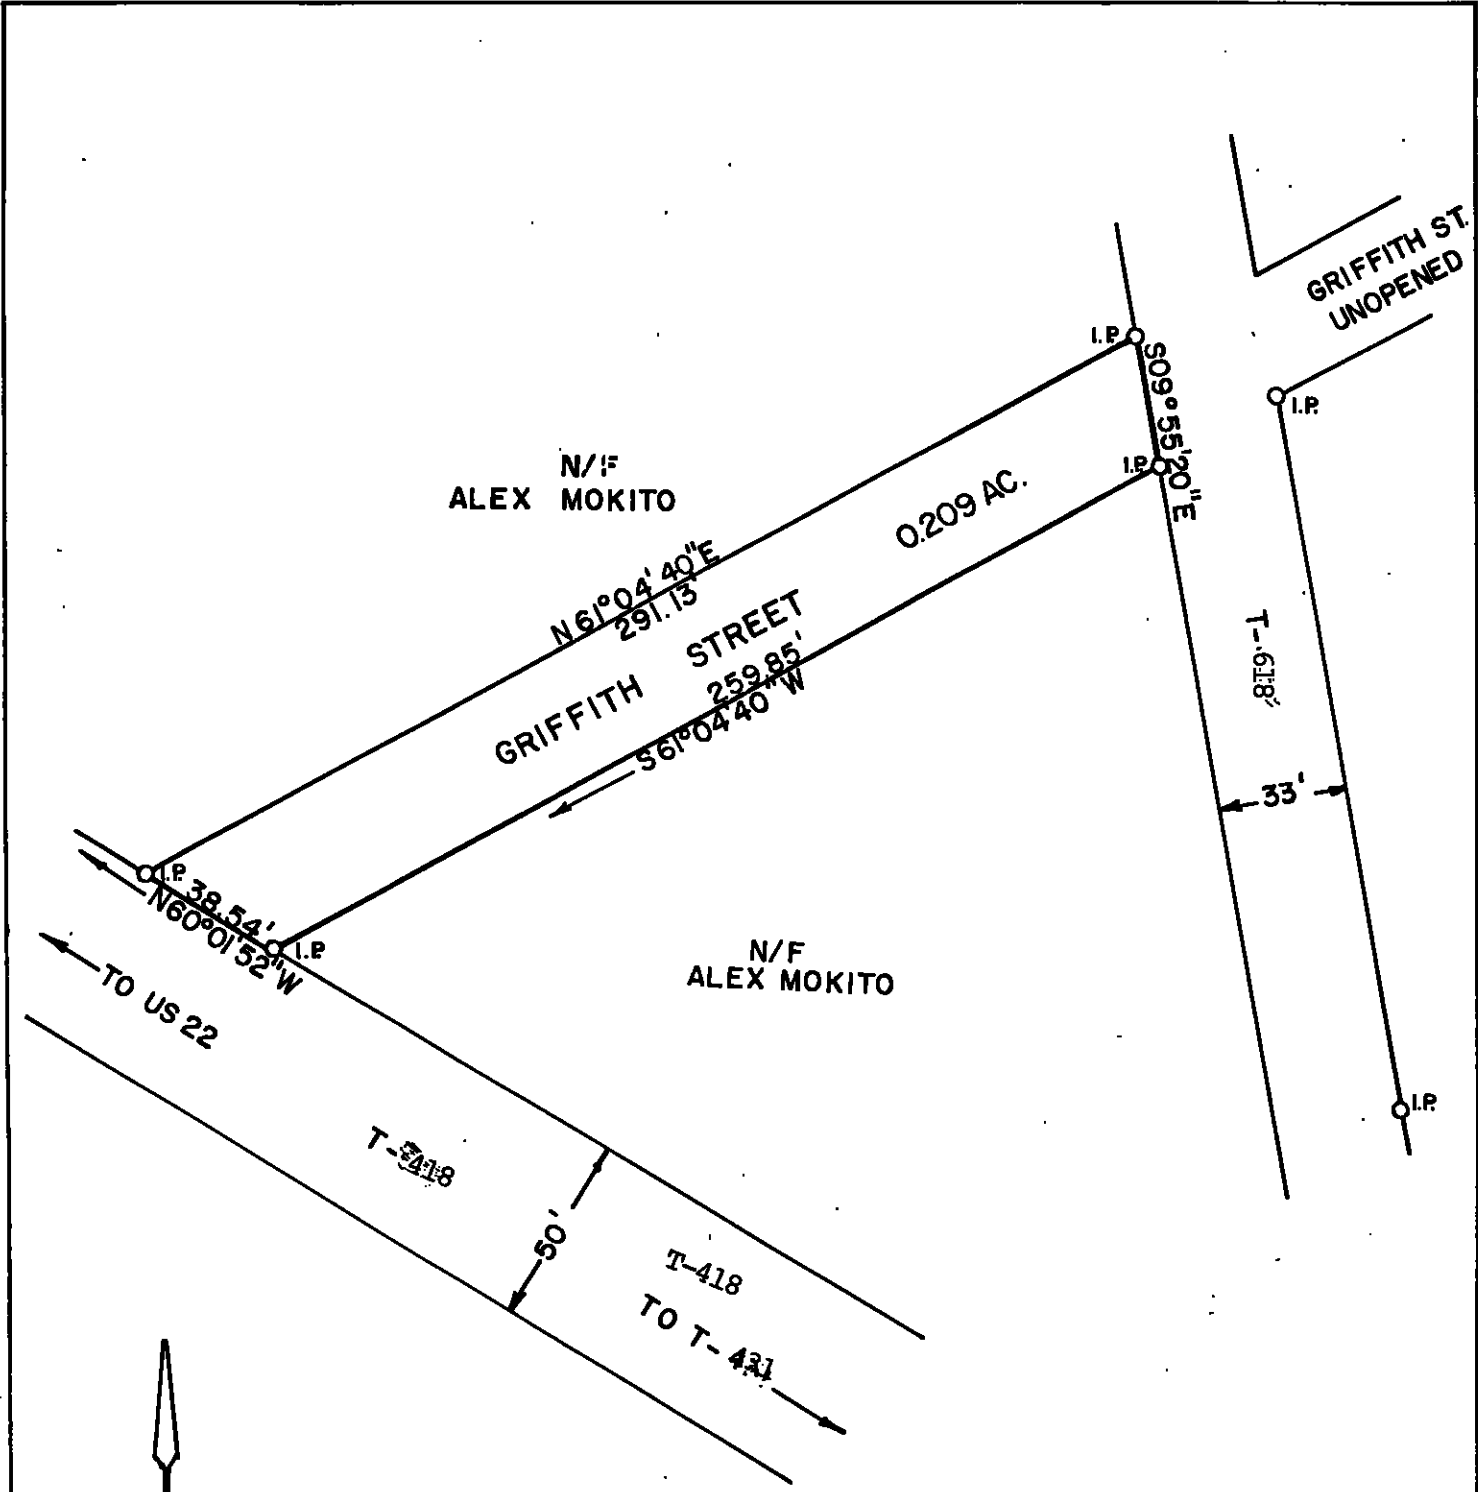 GRIFFITH ST.
UNOPENED
I.P.
S09°55'20"E
I.P.
I.P.
N/F
ALEX MOKITO
0.209 AC.
N61°04'40"E
291.13'
GRIFFITH STREET
259.85'
S61°04'40"W
T-618
33'
I.P.
38.54'
N60°01'52"W
I.P.
N/F
ALEX MOKITO
TO US 22
I.P.
T-418
50'
T-418
TO T-431